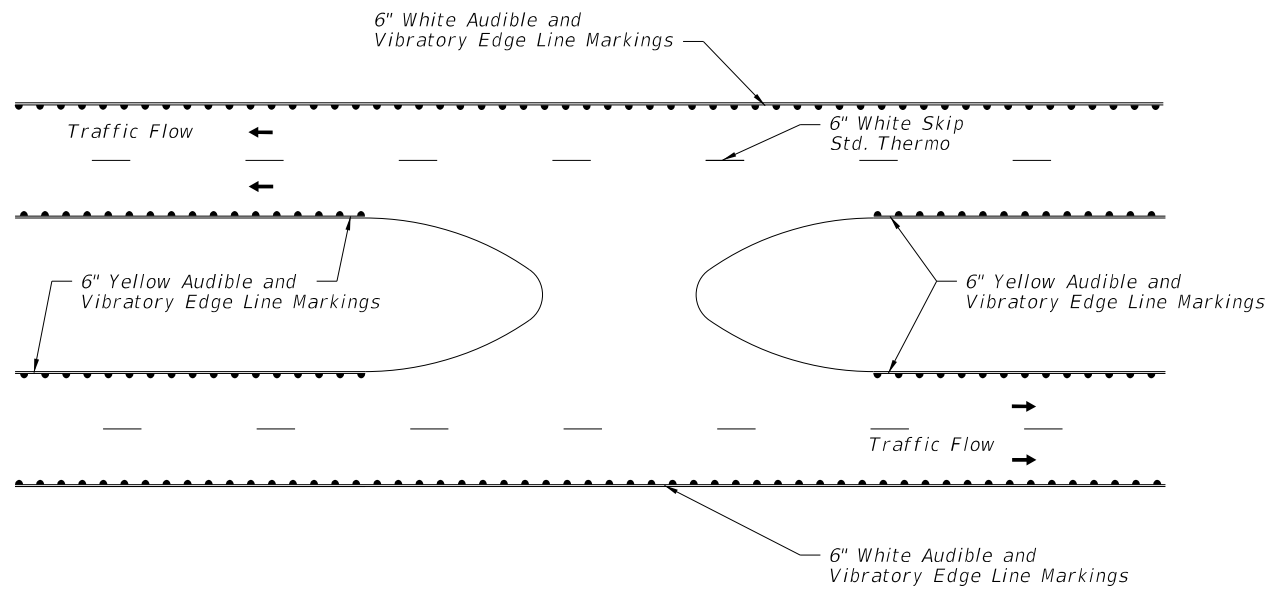 6" White Audible and
Vibratory Edge Line Markings
Traffic Flow
6" White Skip
Std. Thermo
6" Yellow Audible and
Vibratory Edge Line Markings
6" Yellow Audible and
Vibratory Edge Line Markings
Traffic Flow
6" White Audible and
Vibratory Edge Line Markings